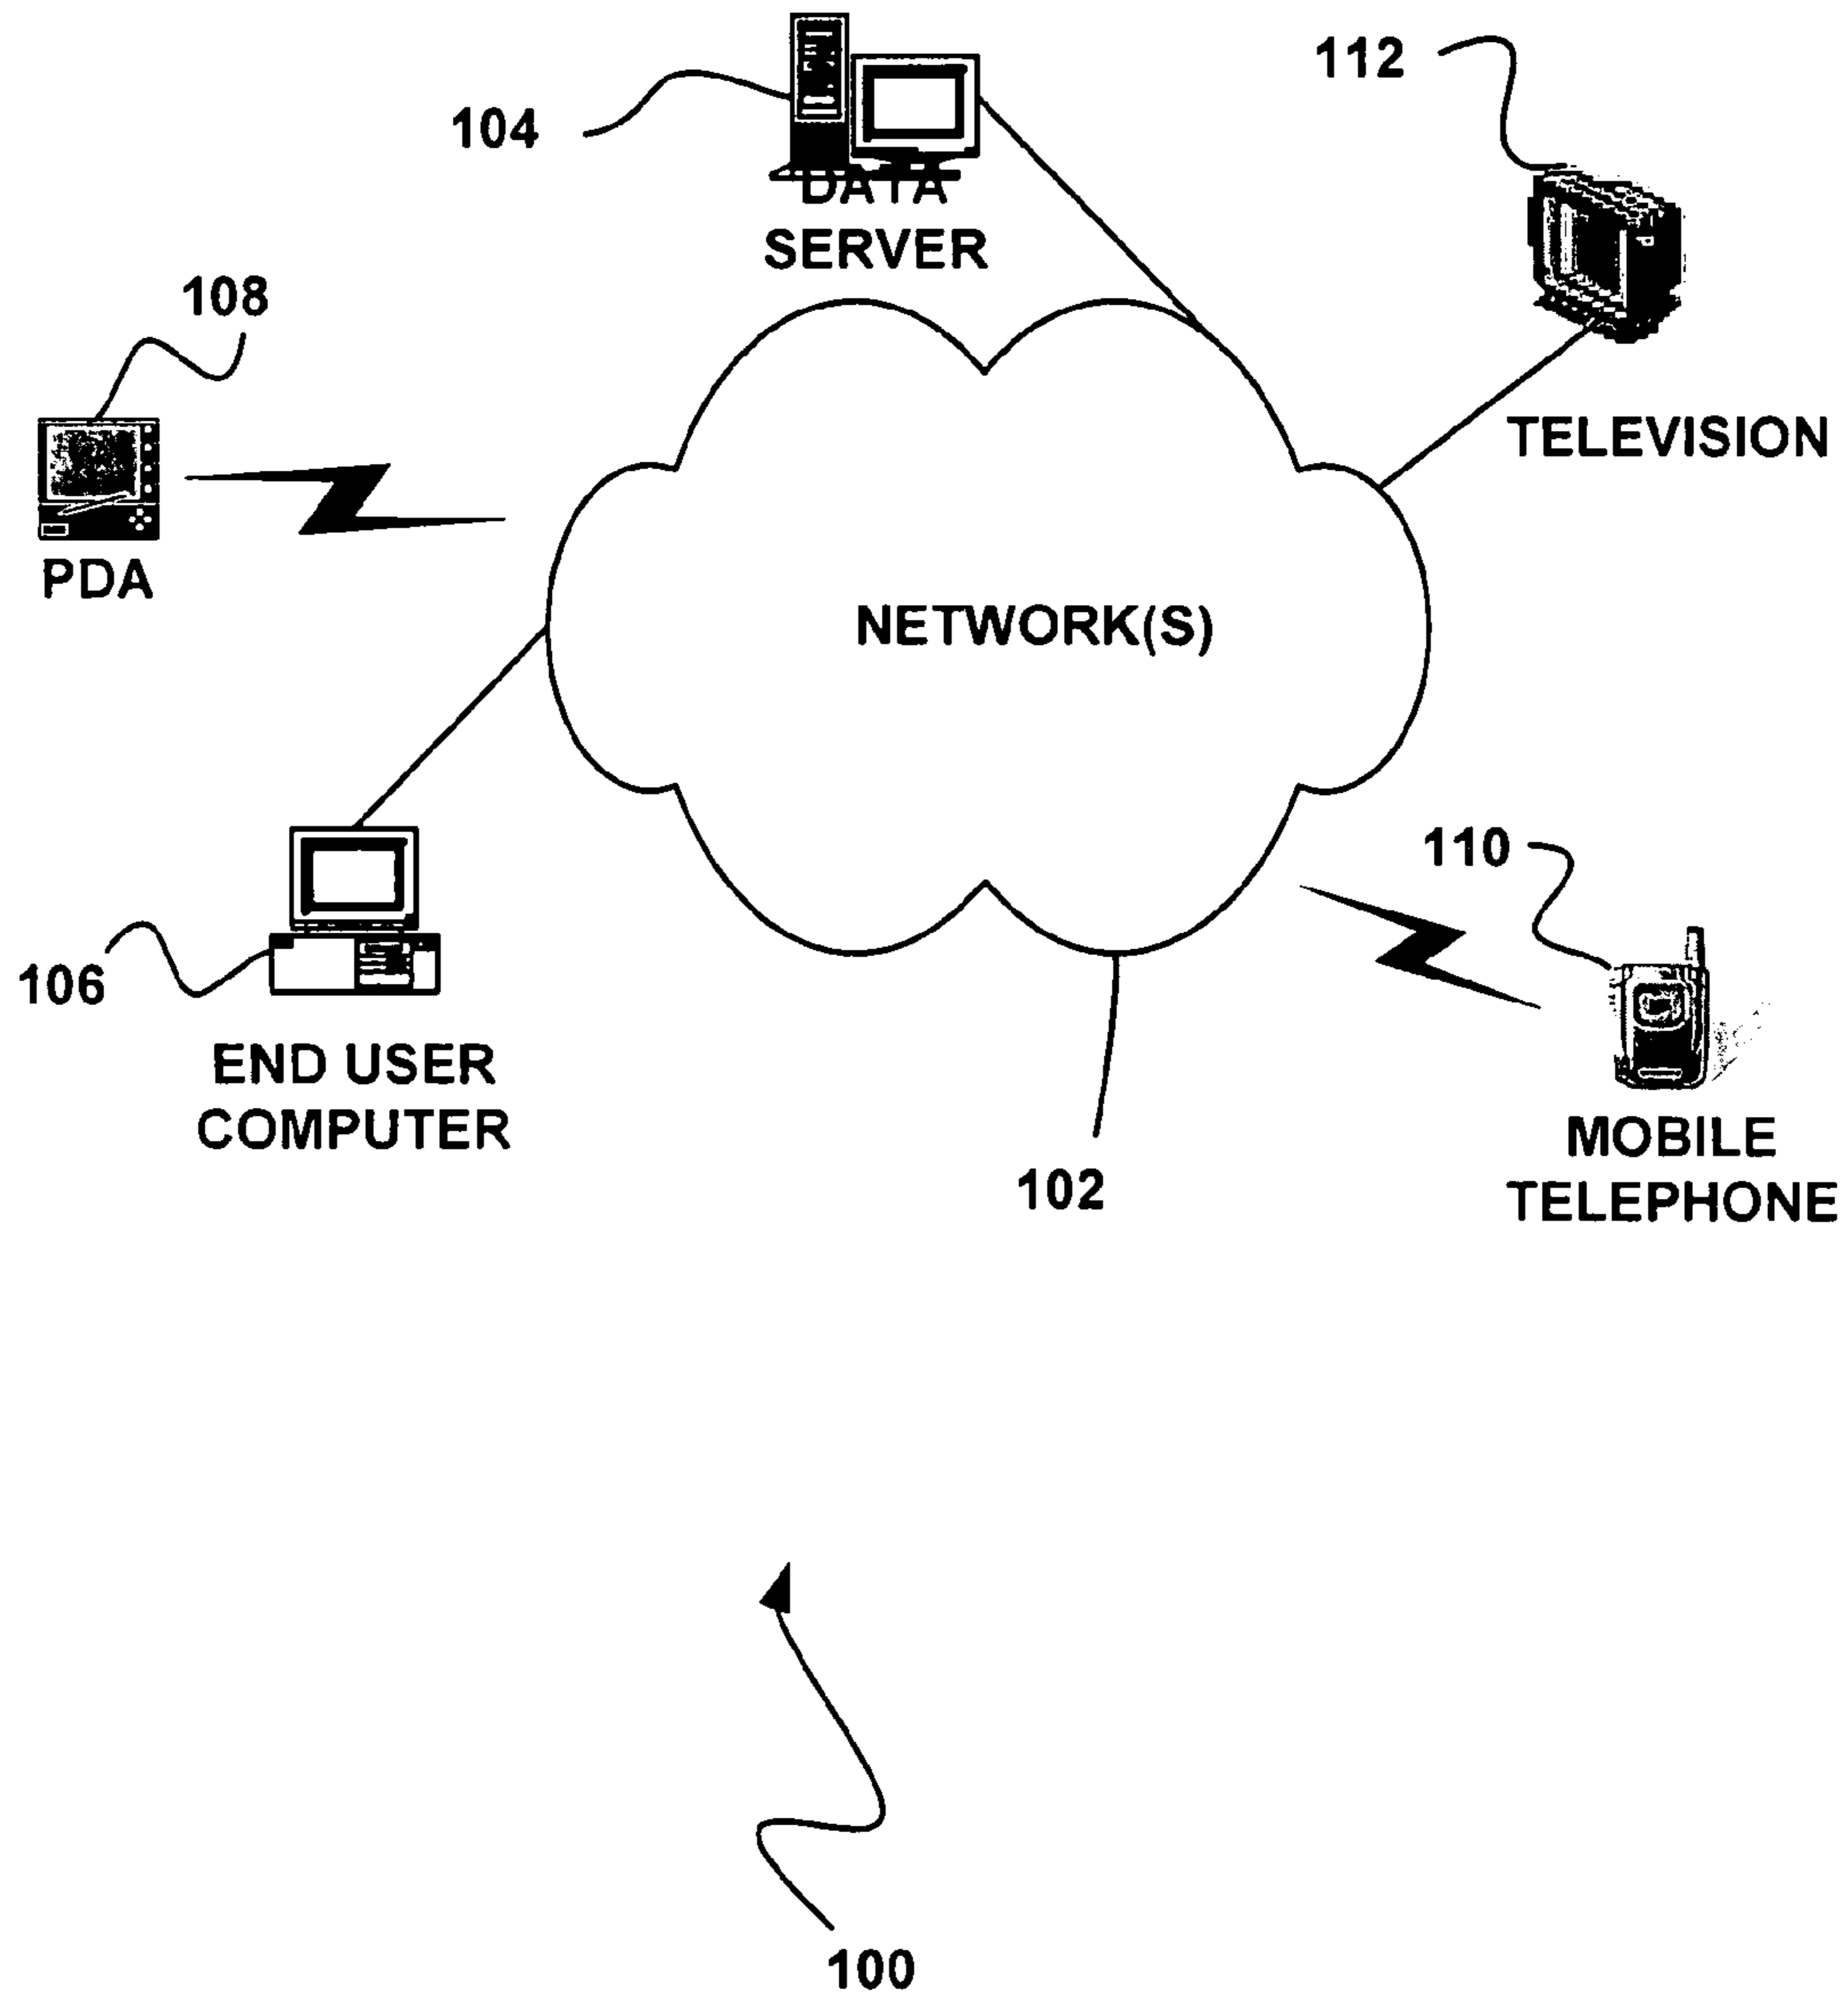 112
104
DATA
SERVER
108
TELEVISION
PDA
NETWORK(S)
110
106
END USER
COMPUTER
102
MOBILE
TELEPHONE
100